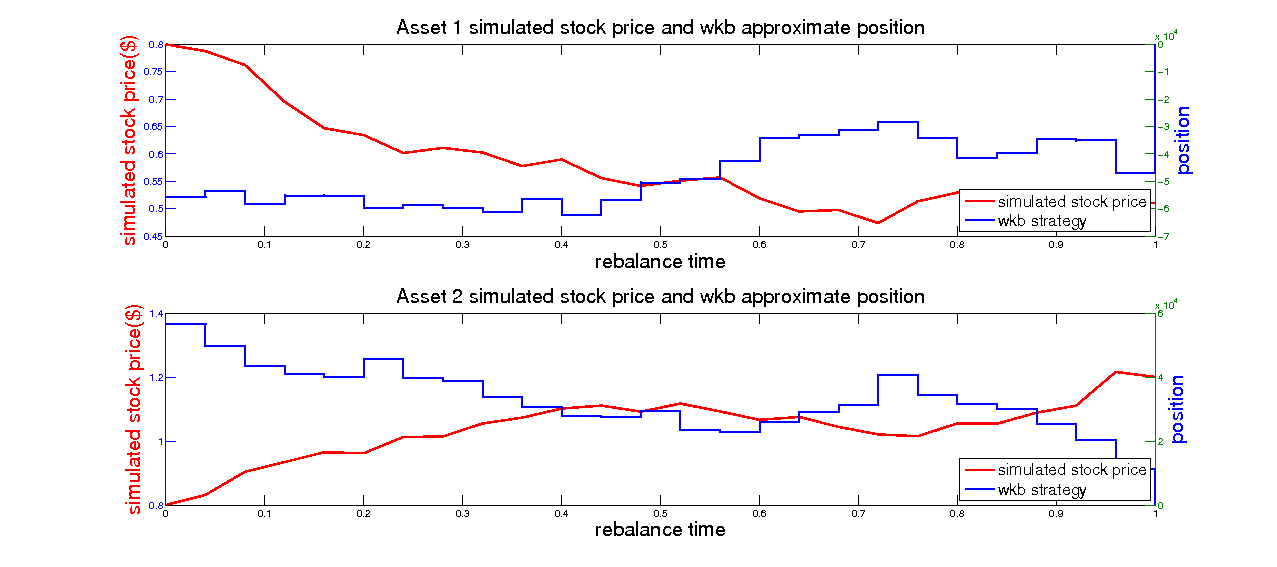 Asset 1 simulated stock price and wkb approximate position
x 10^4
simulated stock price($)
0.8
0.75
0.7
0.65
0.6
0.55
0.5
0.45
0
-1
-2
-3
-4
-5
-6
-7
position
simulated stock price
wkb strategy
0 0.1 0.2 0.3 0.4 0.5 0.6 0.7 0.8 0.9 1
rebalance time
Asset 2 simulated stock price and wkb approximate position
x 10^4
simulated stock price($)
1.4
1.2
1
0.8
6
4
2
0
position
simulated stock price
wkb strategy
0 0.1 0.2 0.3 0.4 0.5 0.6 0.7 0.8 0.9 1
rebalance time